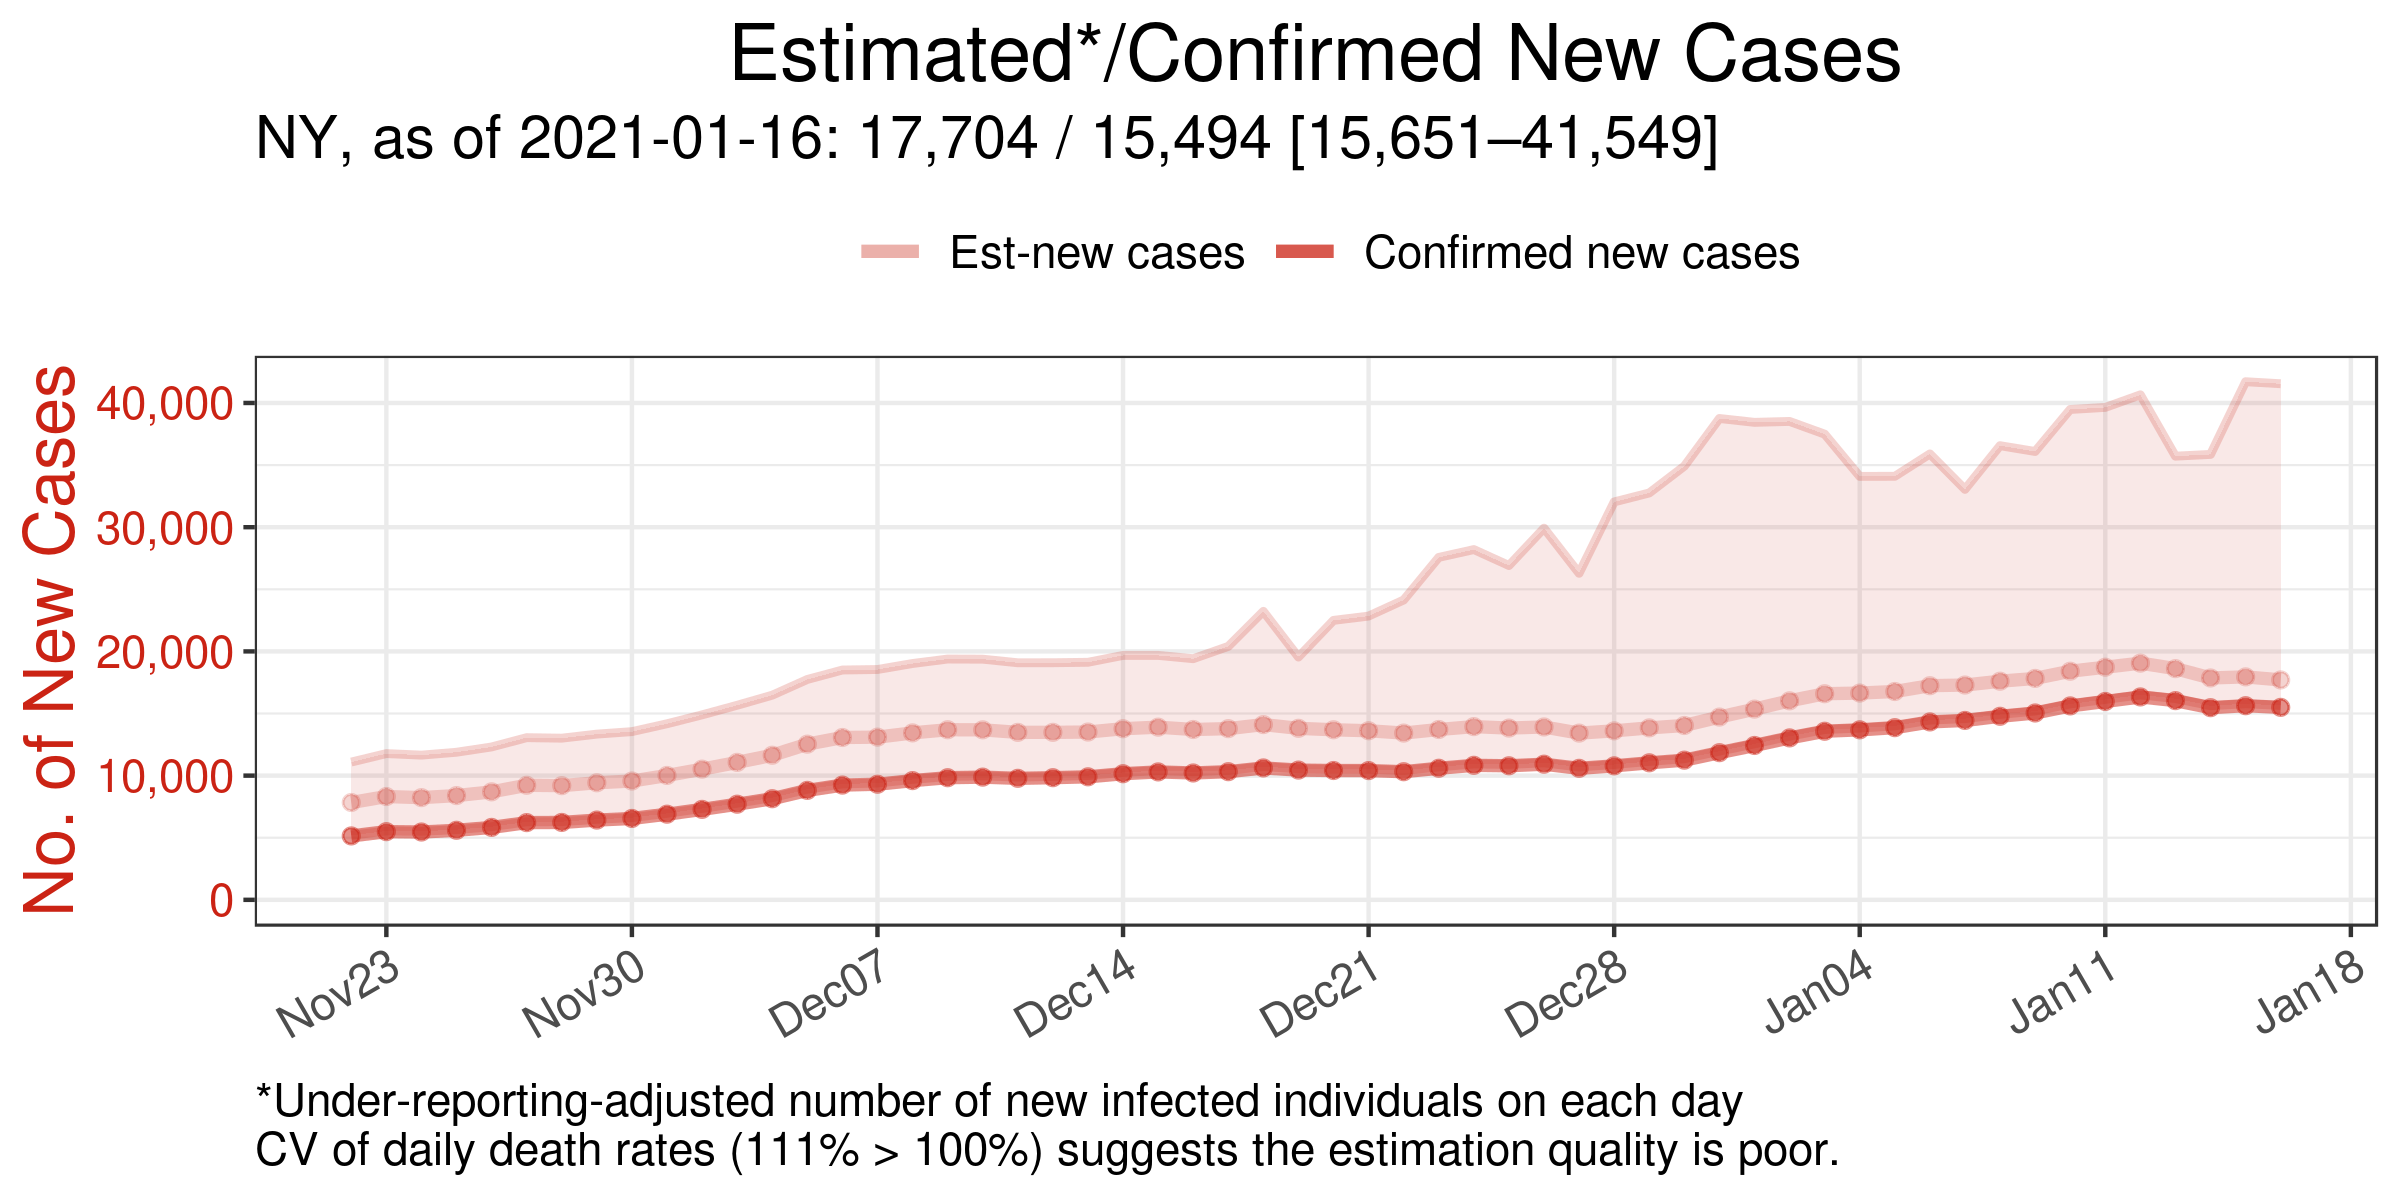 Estimated*/Confirmed New Cases
NY, as of 2021-01-16: 17,704 / 15,494 [15,651–41,549]
Est-new cases Confirmed new cases
No. of New Cases
40,000
30,000
20,000
10,000
0
Nov23 Nov30 Dec07 Dec14 Dec21 Dec28 Jan04 Jan11 Jan18
*Under-reporting-adjusted number of new infected individuals on each day
CV of daily death rates (111% > 100%) suggests the estimation quality is poor.